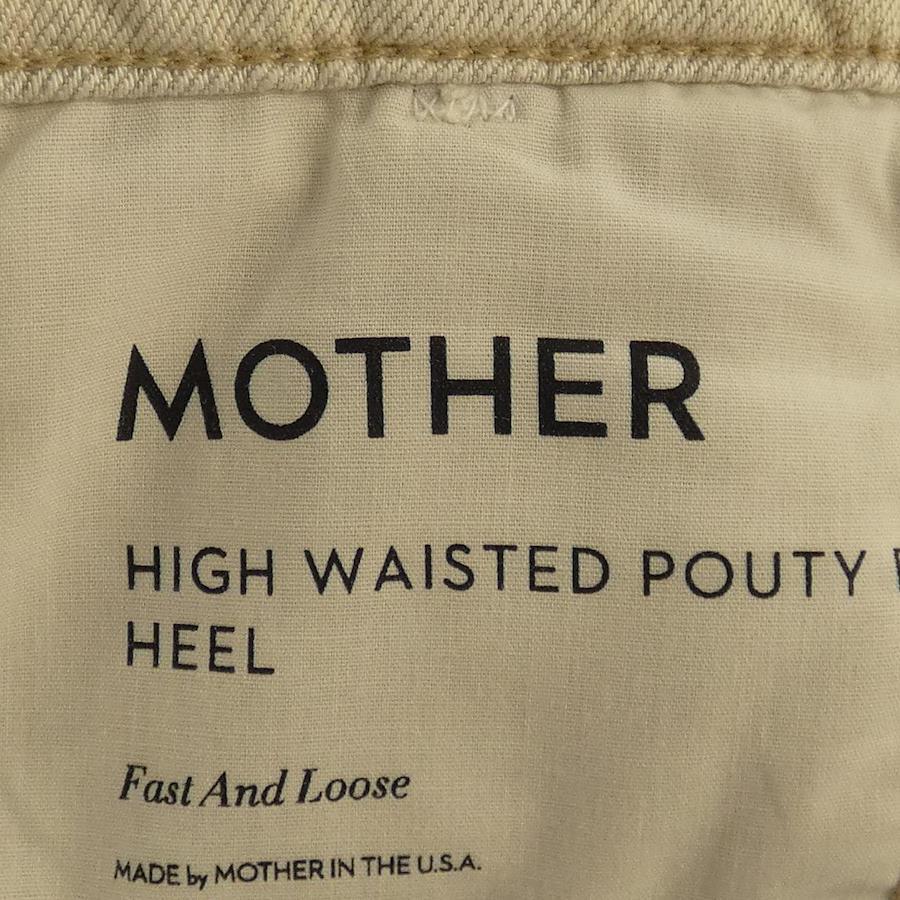 MOTHER
HIGH WAISTED POUTY
HEEL
Fast And Loose
MADE by MOTHER IN THE U.S.A.